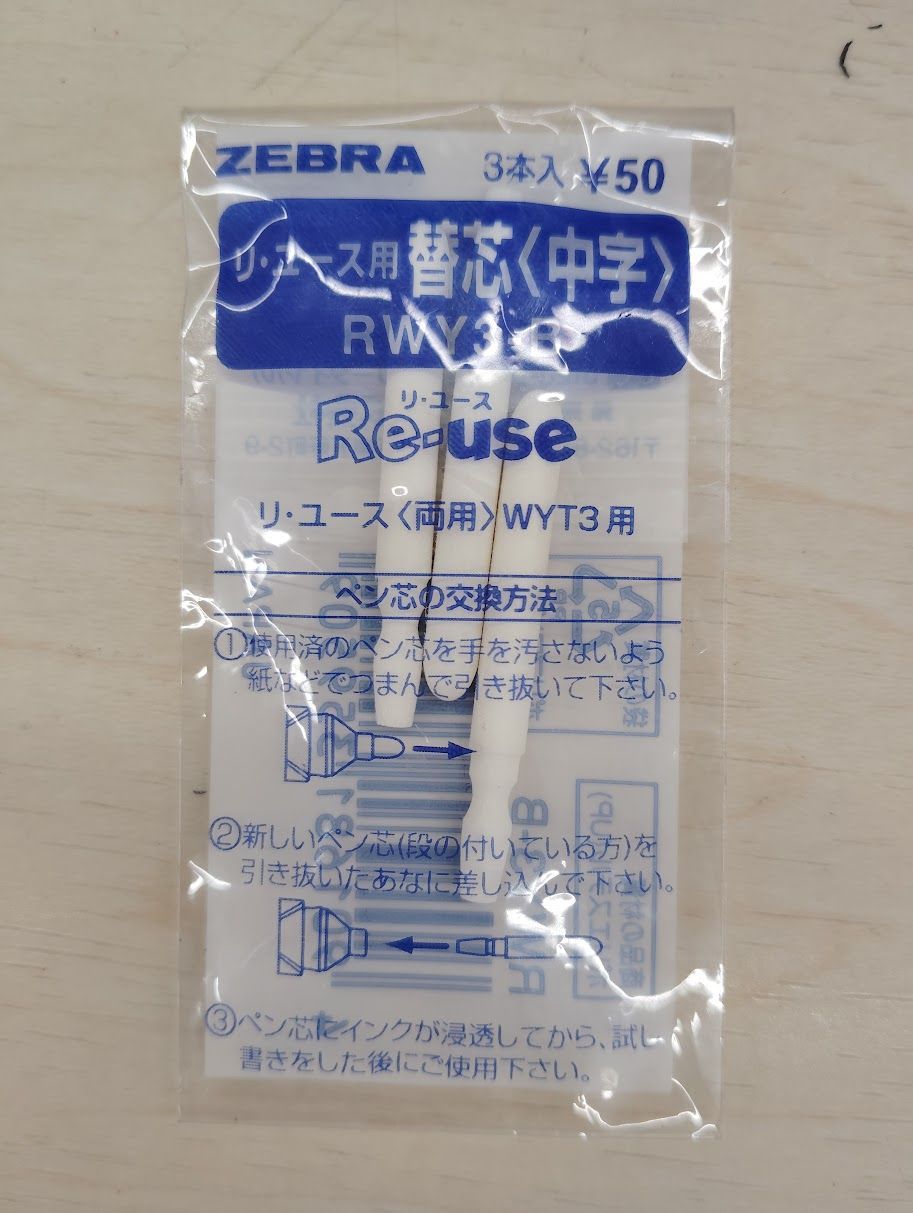 ZEBRA 3本入 ¥50
リ・ユース用 替芯〈中字〉
RWY3-B
リ・ユース
Re-use
リ・ユース〈両用〉WYT3用
ペン芯の交換方法
①使用済のペン芯を手を汚さないよう
紙などでつまんで引き抜いて下さい。
②新しいペン芯(段の付いている方)を
引き抜いたあなに差し込んで下さい。
③ペン芯にインクが浸透してから、試し
書きをした後にご使用下さい。